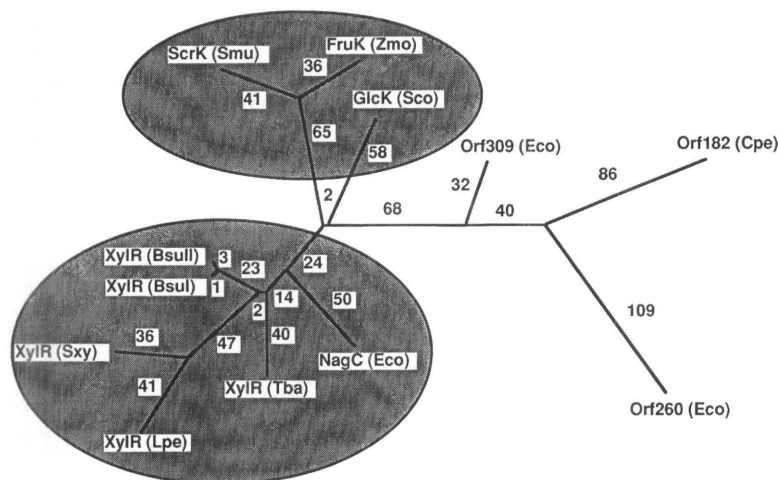 FruK (Zmo)
ScrK (Smu)
36
41
GlcK (Sco)
65
58
Orf309 (Eco)
Orf182 (Cpe)
86
32
2
68
40
XylR (BsuII)
3
23
24
XylR (BsuI)
1
14
2
50
109
36
47
40
XylR (Sxy)
NagC (Eco)
41
XylR (Tba)
Orf260 (Eco)
XylR (Lpe)